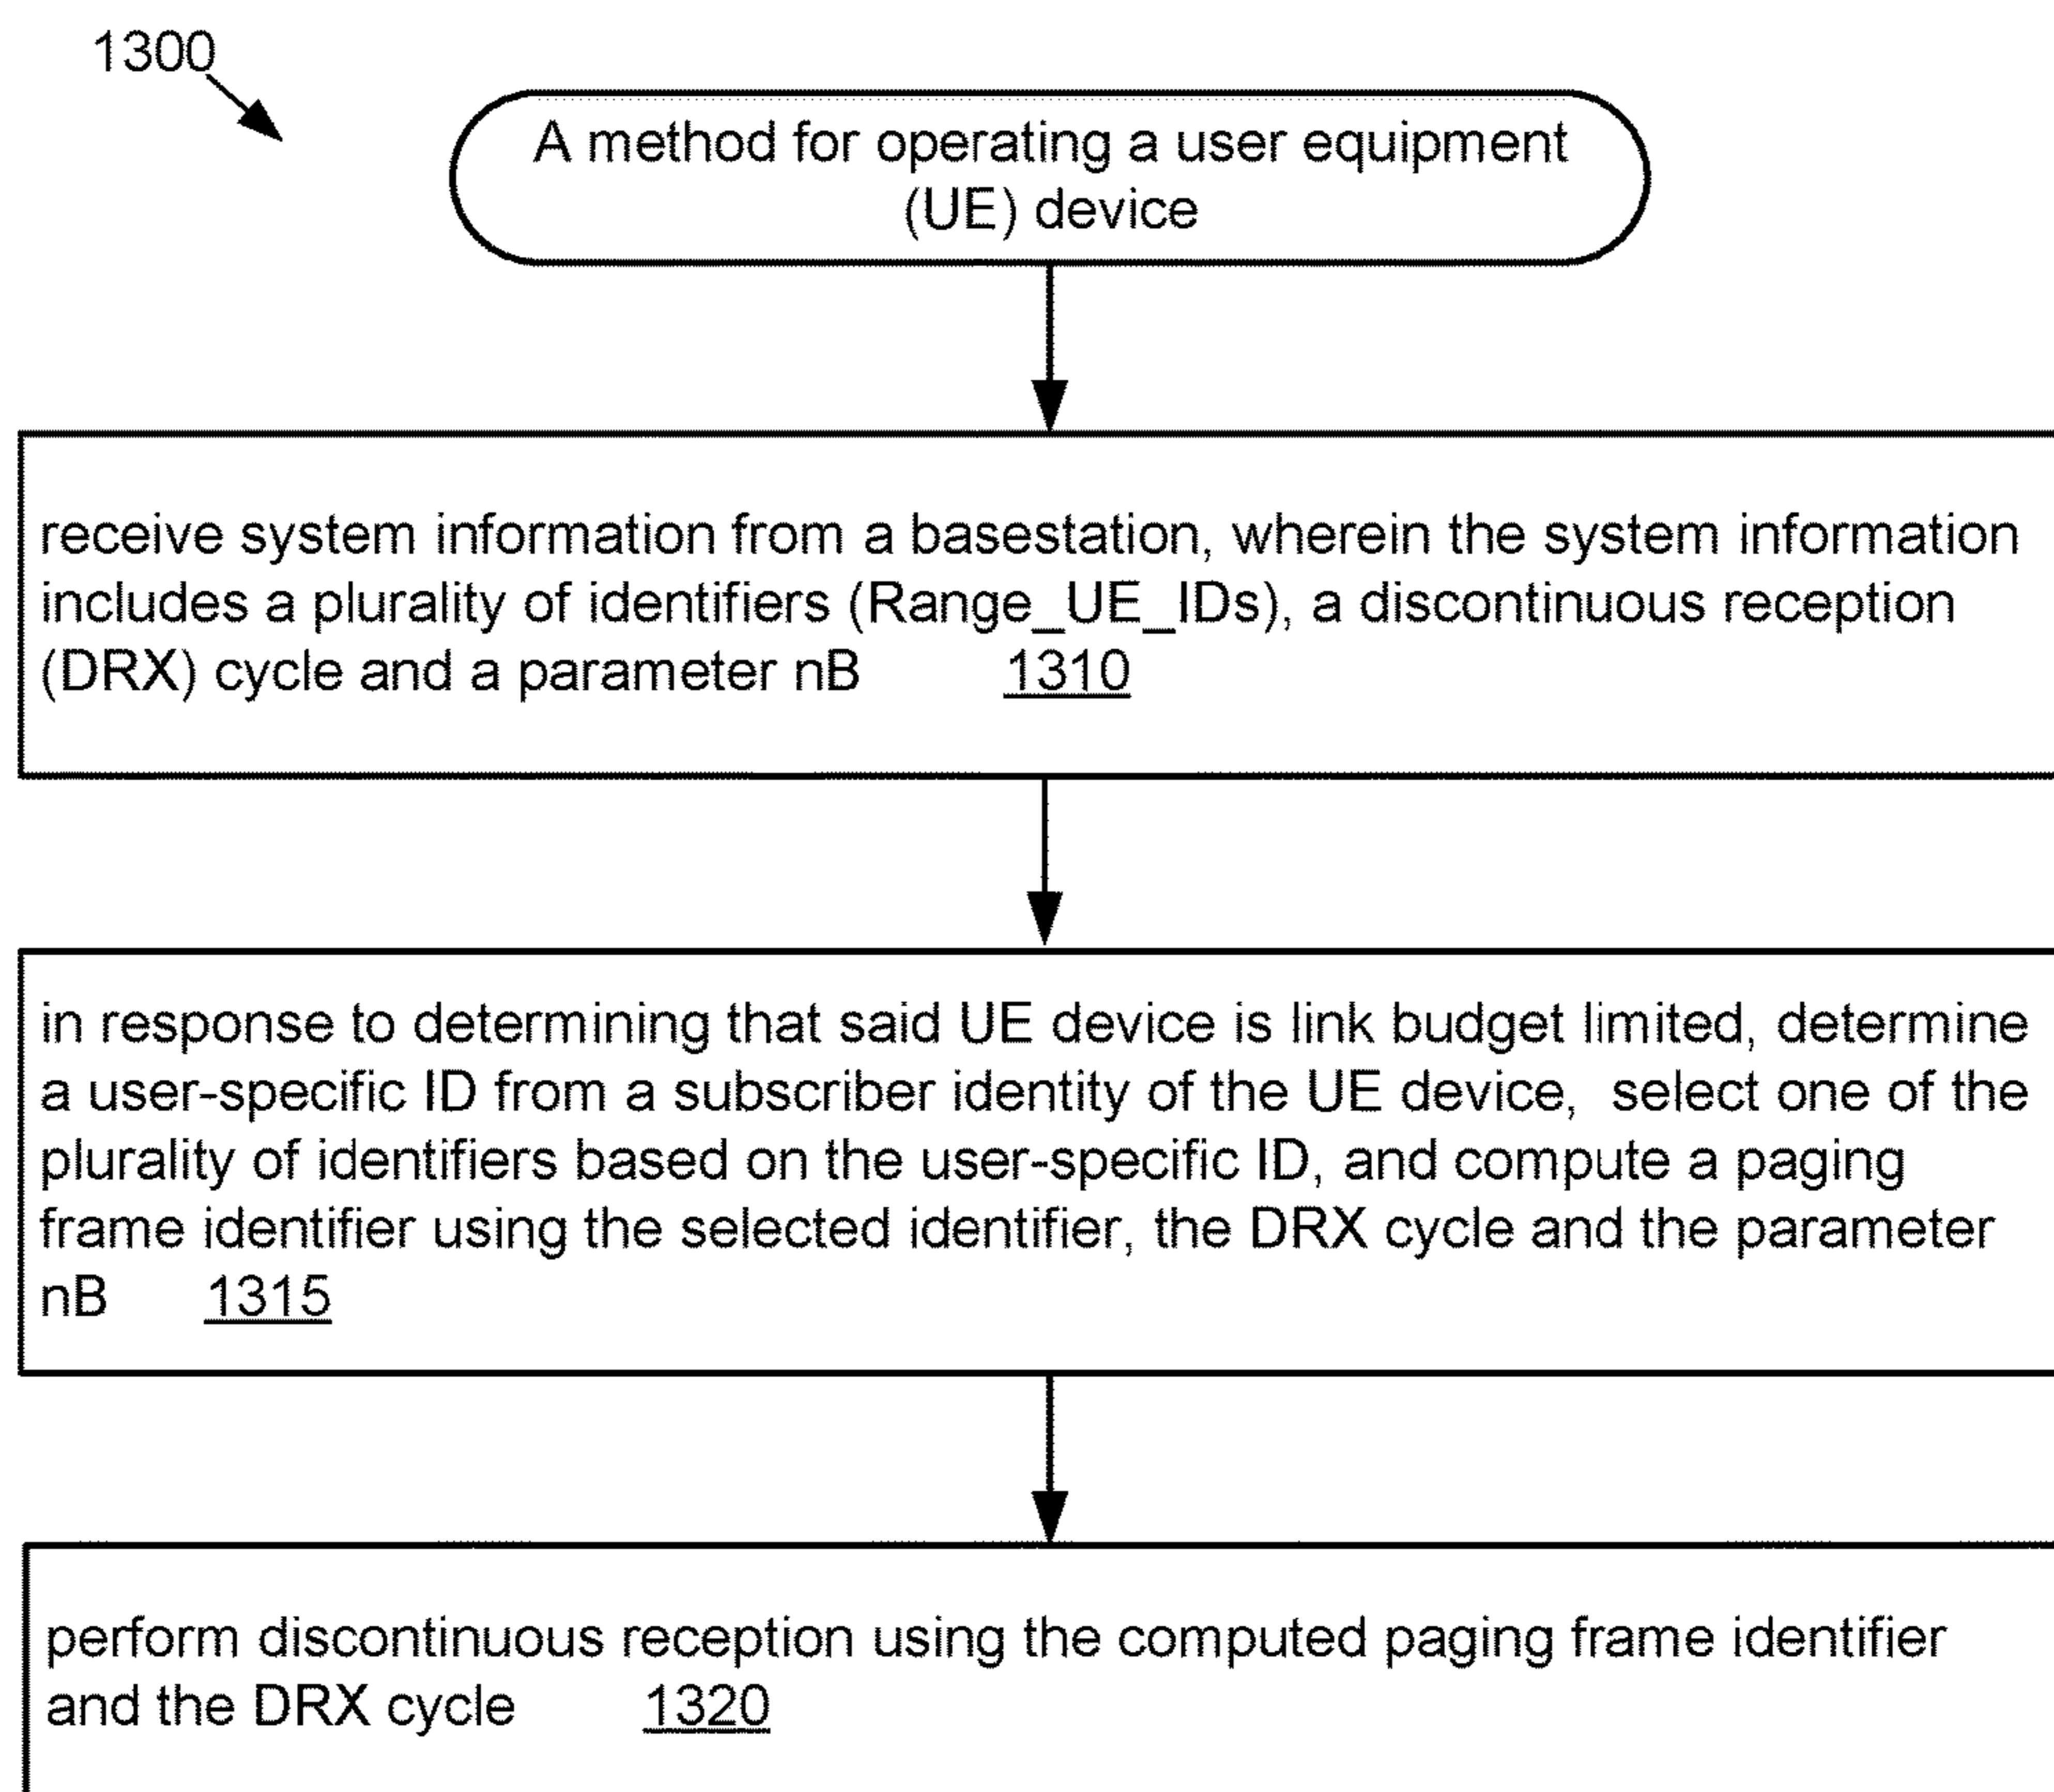 1300
A method for operating a user equipment
(UE) device
receive system information from a basestation, wherein the system information
includes a plurality of identifiers (Range_UE_IDs), a discontinuous reception
(DRX) cycle and a parameter nB 1310
in response to determining that said UE device is link budget limited, determine
a user-specific ID from a subscriber identity of the UE device, select one of the
plurality of identifiers based on the user-specific ID, and compute a paging
frame identifier using the selected identifier, the DRX cycle and the parameter
nB 1315
perform discontinuous reception using the computed paging frame identifier
and the DRX cycle 1320